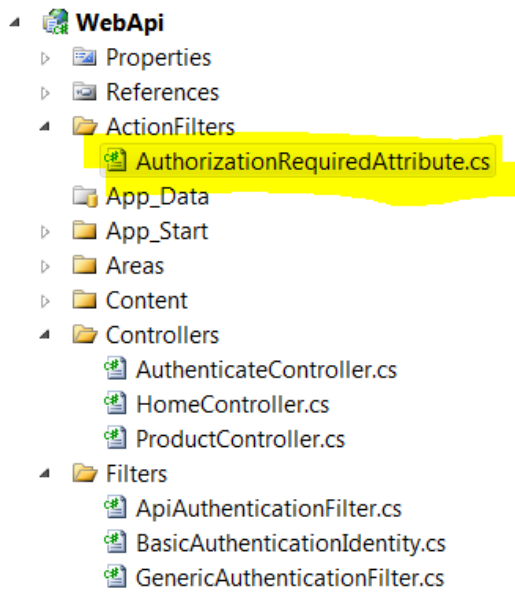 WebApi
Properties
References
ActionFilters
AuthorizationRequiredAttribute.cs
App_Data
App_Start
Areas
Content
Controllers
AuthenticateController.cs
HomeController.cs
ProductController.cs
Filters
ApiAuthenticationFilter.cs
BasicAuthenticationIdentity.cs
GenericAuthenticationFilter.cs